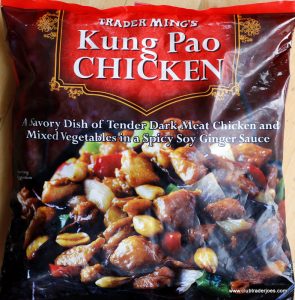 TRADER MING'S
Kung Pao
CHICKEN
A Savory Dish of Tender Dark Meat Chicken and
Mixed Vegetables in a Spicy Soy Ginger Sauce
www.clubtraderjoes.com